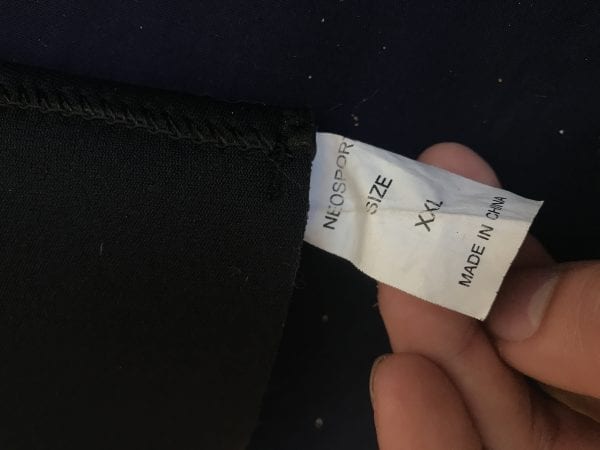 NEOSPORT
SIZE
XXL
MADE IN CHINA